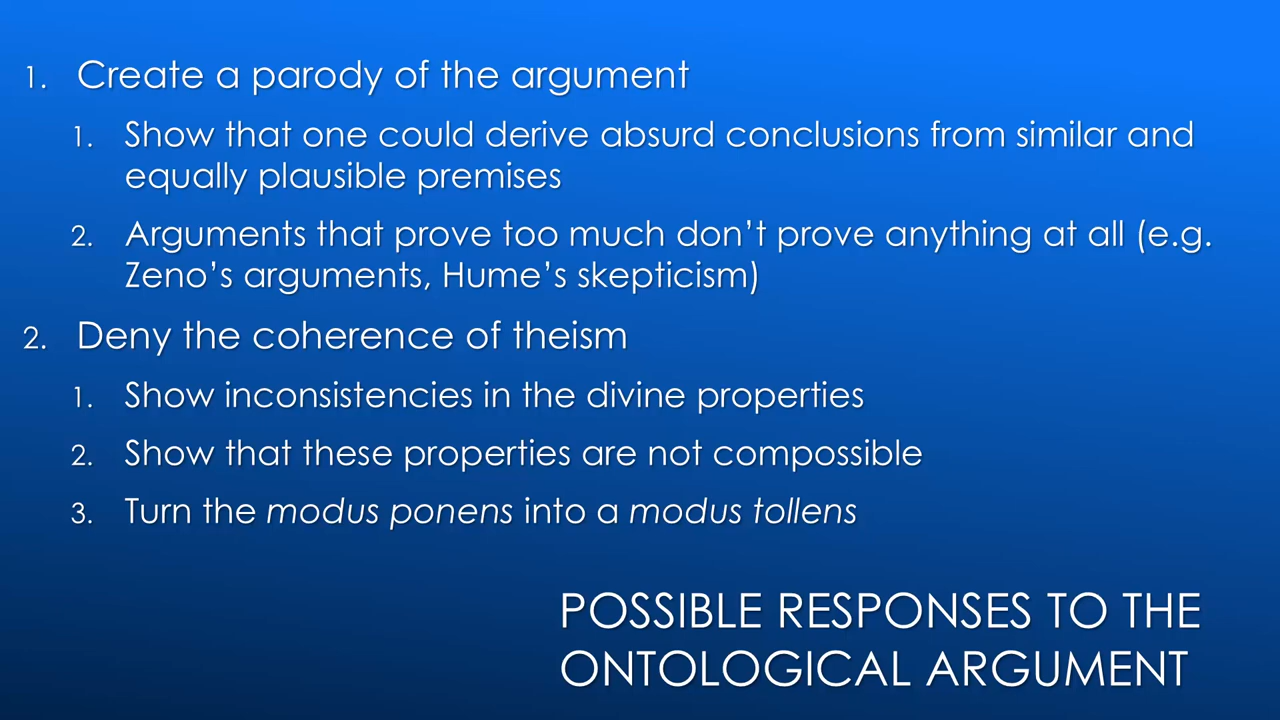 1. Create a parody of the argument
1. Show that one could derive absurd conclusions from similar and
equally plausible premises
2. Arguments that prove too much don’t prove anything at all (e.g.
Zeno’s arguments, Hume’s skepticism)
2. Deny the coherence of theism
1. Show inconsistencies in the divine properties
2. Show that these properties are not compossible
3. Turn the modus ponens into a modus tollens
POSSIBLE RESPONSES TO THE
ONTOLOGICAL ARGUMENT